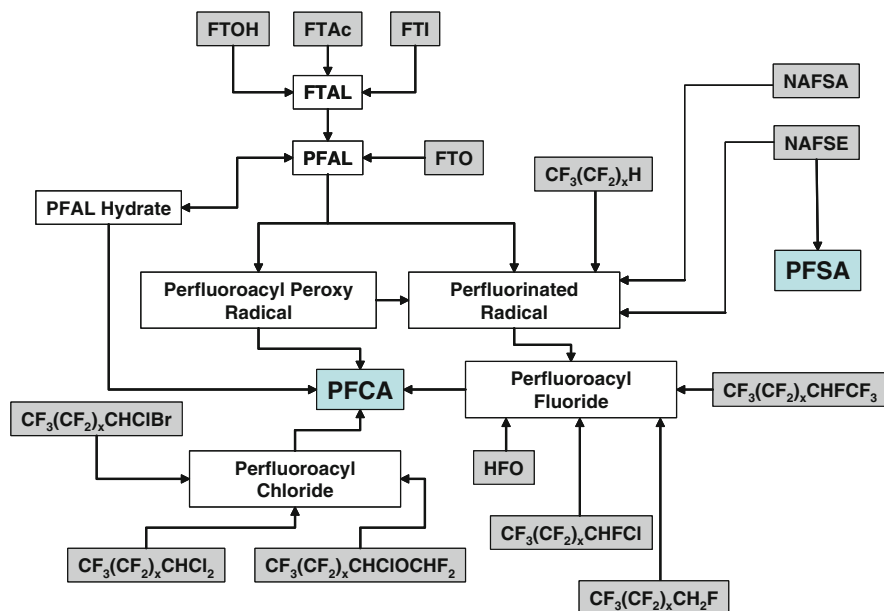 FTOH
FTAc
FTI
FTAL
NAFSA
PFAL
FTO
NAFSE
CF₃(CF₂)ₓH
PFAL Hydrate
PFSA
Perfluoroacyl Peroxy
Radical
Perfluorinated
Radical
PFCA
Perfluoroacyl
Fluoride
CF₃(CF₂)ₓCHFCF₃
CF₃(CF₂)ₓCHClBr
Perfluoroacyl
Chloride
HFO
CF₃(CF₂)ₓCHFCl
CF₃(CF₂)ₓCHCl₂
CF₃(CF₂)ₓCHClOCHF₂
CF₃(CF₂)ₓCH₂F